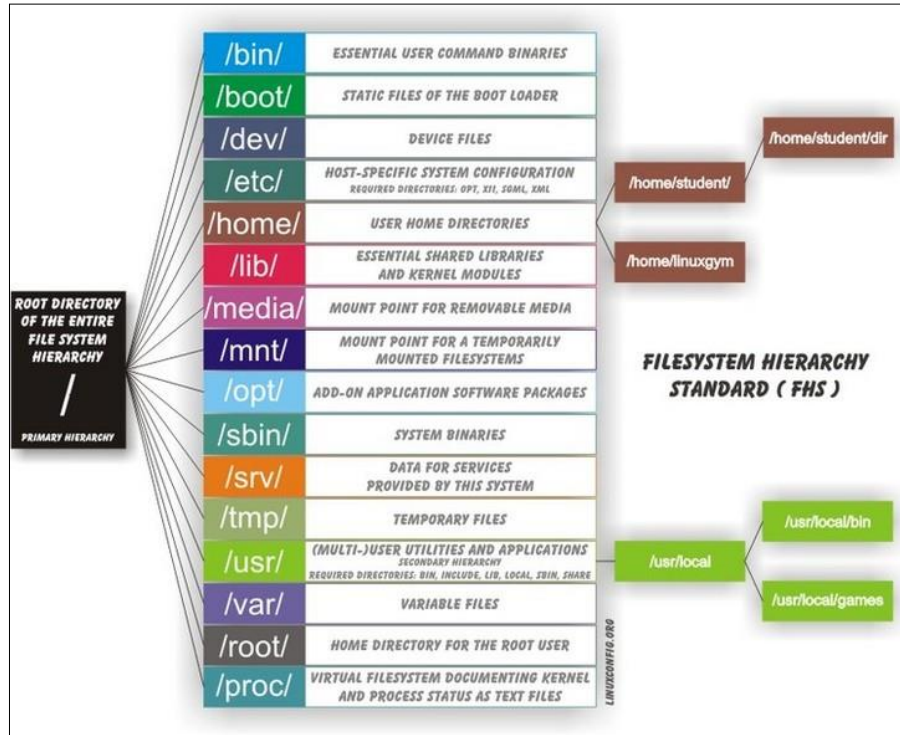 ROOT DIRECTORY
OF THE ENTIRE
FILE SYSTEM
HIERARCHY
/
PRIMARY HIERARCHY
/bin/
ESSENTIAL USER COMMAND BINARIES
/boot/
STATIC FILES OF THE BOOT LOADER
/dev/
DEVICE FILES
/etc/
HOST-SPECIFIC SYSTEM CONFIGURATION
REQUIRED DIRECTORIES: OPT, XII, SGML, XML
/home/
USER HOME DIRECTORIES
/home/student/
/home/student/dir
/home/linuxgym
/lib/
ESSENTIAL SHARED LIBRARIES
AND KERNEL MODULES
/media/
MOUNT POINT FOR REMOVABLE MEDIA
/mnt/
MOUNT POINT FOR A TEMPORARILY
MOUNTED FILESYSTEMS
/opt/
ADD-ON APPLICATION SOFTWARE PACKAGES
/sbin/
SYSTEM BINARIES
/srv/
DATA FOR SERVICES
PROVIDED BY THIS SYSTEM
/tmp/
TEMPORARY FILES
/usr/
(MULTI-)USER UTILITIES AND APPLICATIONS
SECONDARY HIERARCHY
REQUIRED DIRECTORIES: BIN, INCLUDE, LIB, LOCAL, SBIN, SHARE
/usr/local
/usr/local/bin
/usr/local/games
/var/
VARIABLE FILES
/root/
HOME DIRECTORY FOR THE ROOT USER
/proc/
VIRTUAL FILESYSTEM DOCUMENTING KERNEL
AND PROCESS STATUS AS TEXT FILES
FILESYSTEM HIERARCHY
STANDARD ( FHS )
LINUXCONFIG.ORG